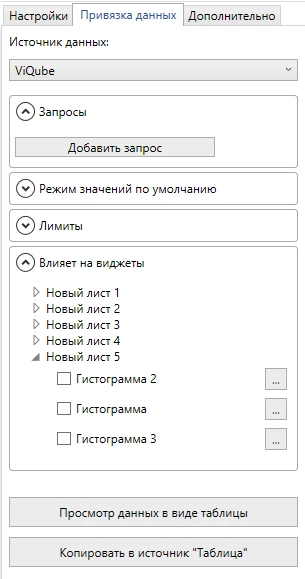 Настройки Привязка данных Дополнительно
Источник данных:
ViQube
Запросы
Добавить запрос
Режим значений по умолчанию
Лимиты
Влияет на виджеты
Новый лист 1
Новый лист 2
Новый лист 3
Новый лист 4
Новый лист 5
Гистограмма 2 ...
Гистограмма ...
Гистограмма 3 ...
Просмотр данных в виде таблицы
Копировать в источник "Таблица"